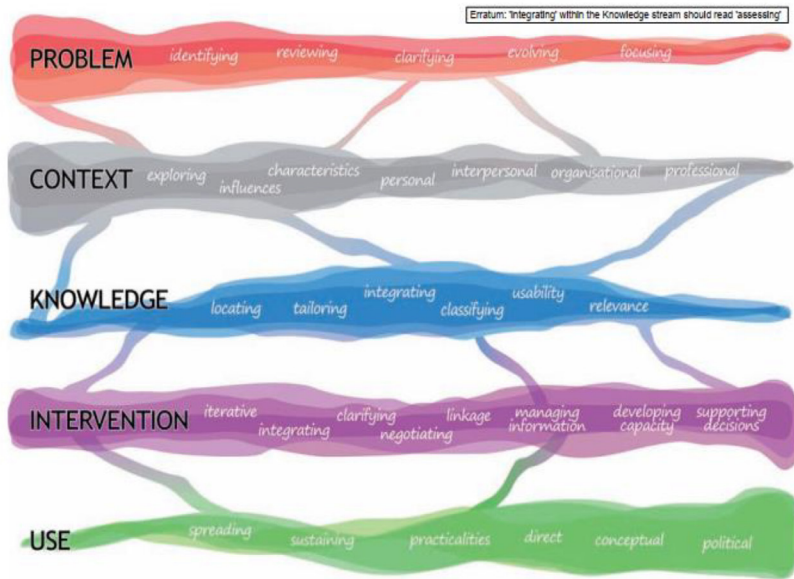 Erratum: 'Integrating' within the Knowledge stream should read 'assessing'
PROBLEM
identifying
reviewing
clarifying
evolving
focusing
CONTEXT
exploring
influences
characteristics
personal
interpersonal
organisational
professional
KNOWLEDGE
locating
tailoring
integrating
classifying
usability
relevance
INTERVENTION
iterative
integrating
clarifying
negotiating
linkage
managing
information
developing
capacity
supporting
decisions
USE
spreading
sustaining
practicalities
direct
conceptual
political